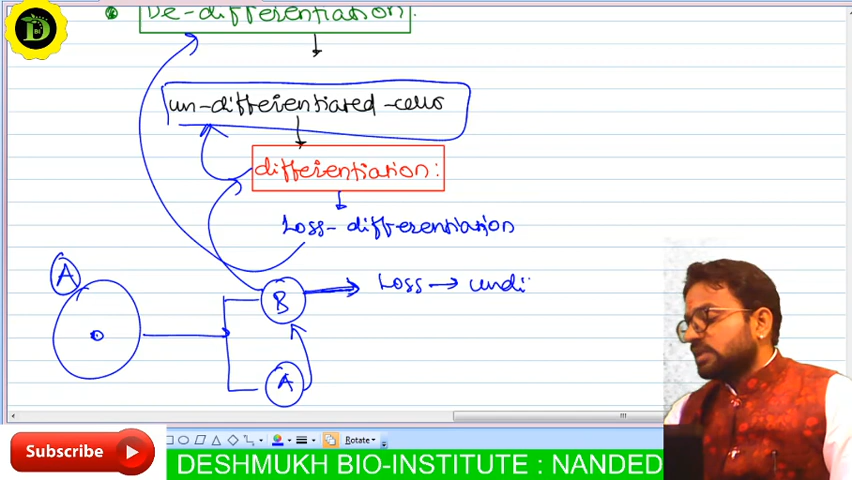 De-differentiation.
un-differentiated-cells
differentiation:
Loss-differentiation
A
B
Loss → undi
A
Rotate
Subscribe
DESHMUKH BIO-INSTITUTE : NANDED